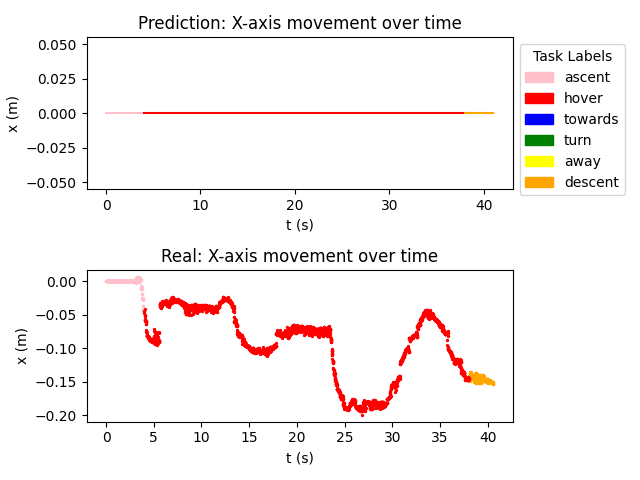 Prediction: X-axis movement over time
0.050
0.025
0.000
−0.025
−0.050
x (m)
0 10 20 30 40
t (s)
Task Labels
ascent
hover
towards
turn
away
descent
Real: X-axis movement over time
0.00
−0.05
−0.10
−0.15
−0.20
x (m)
0 5 10 15 20 25 30 35 40
t (s)